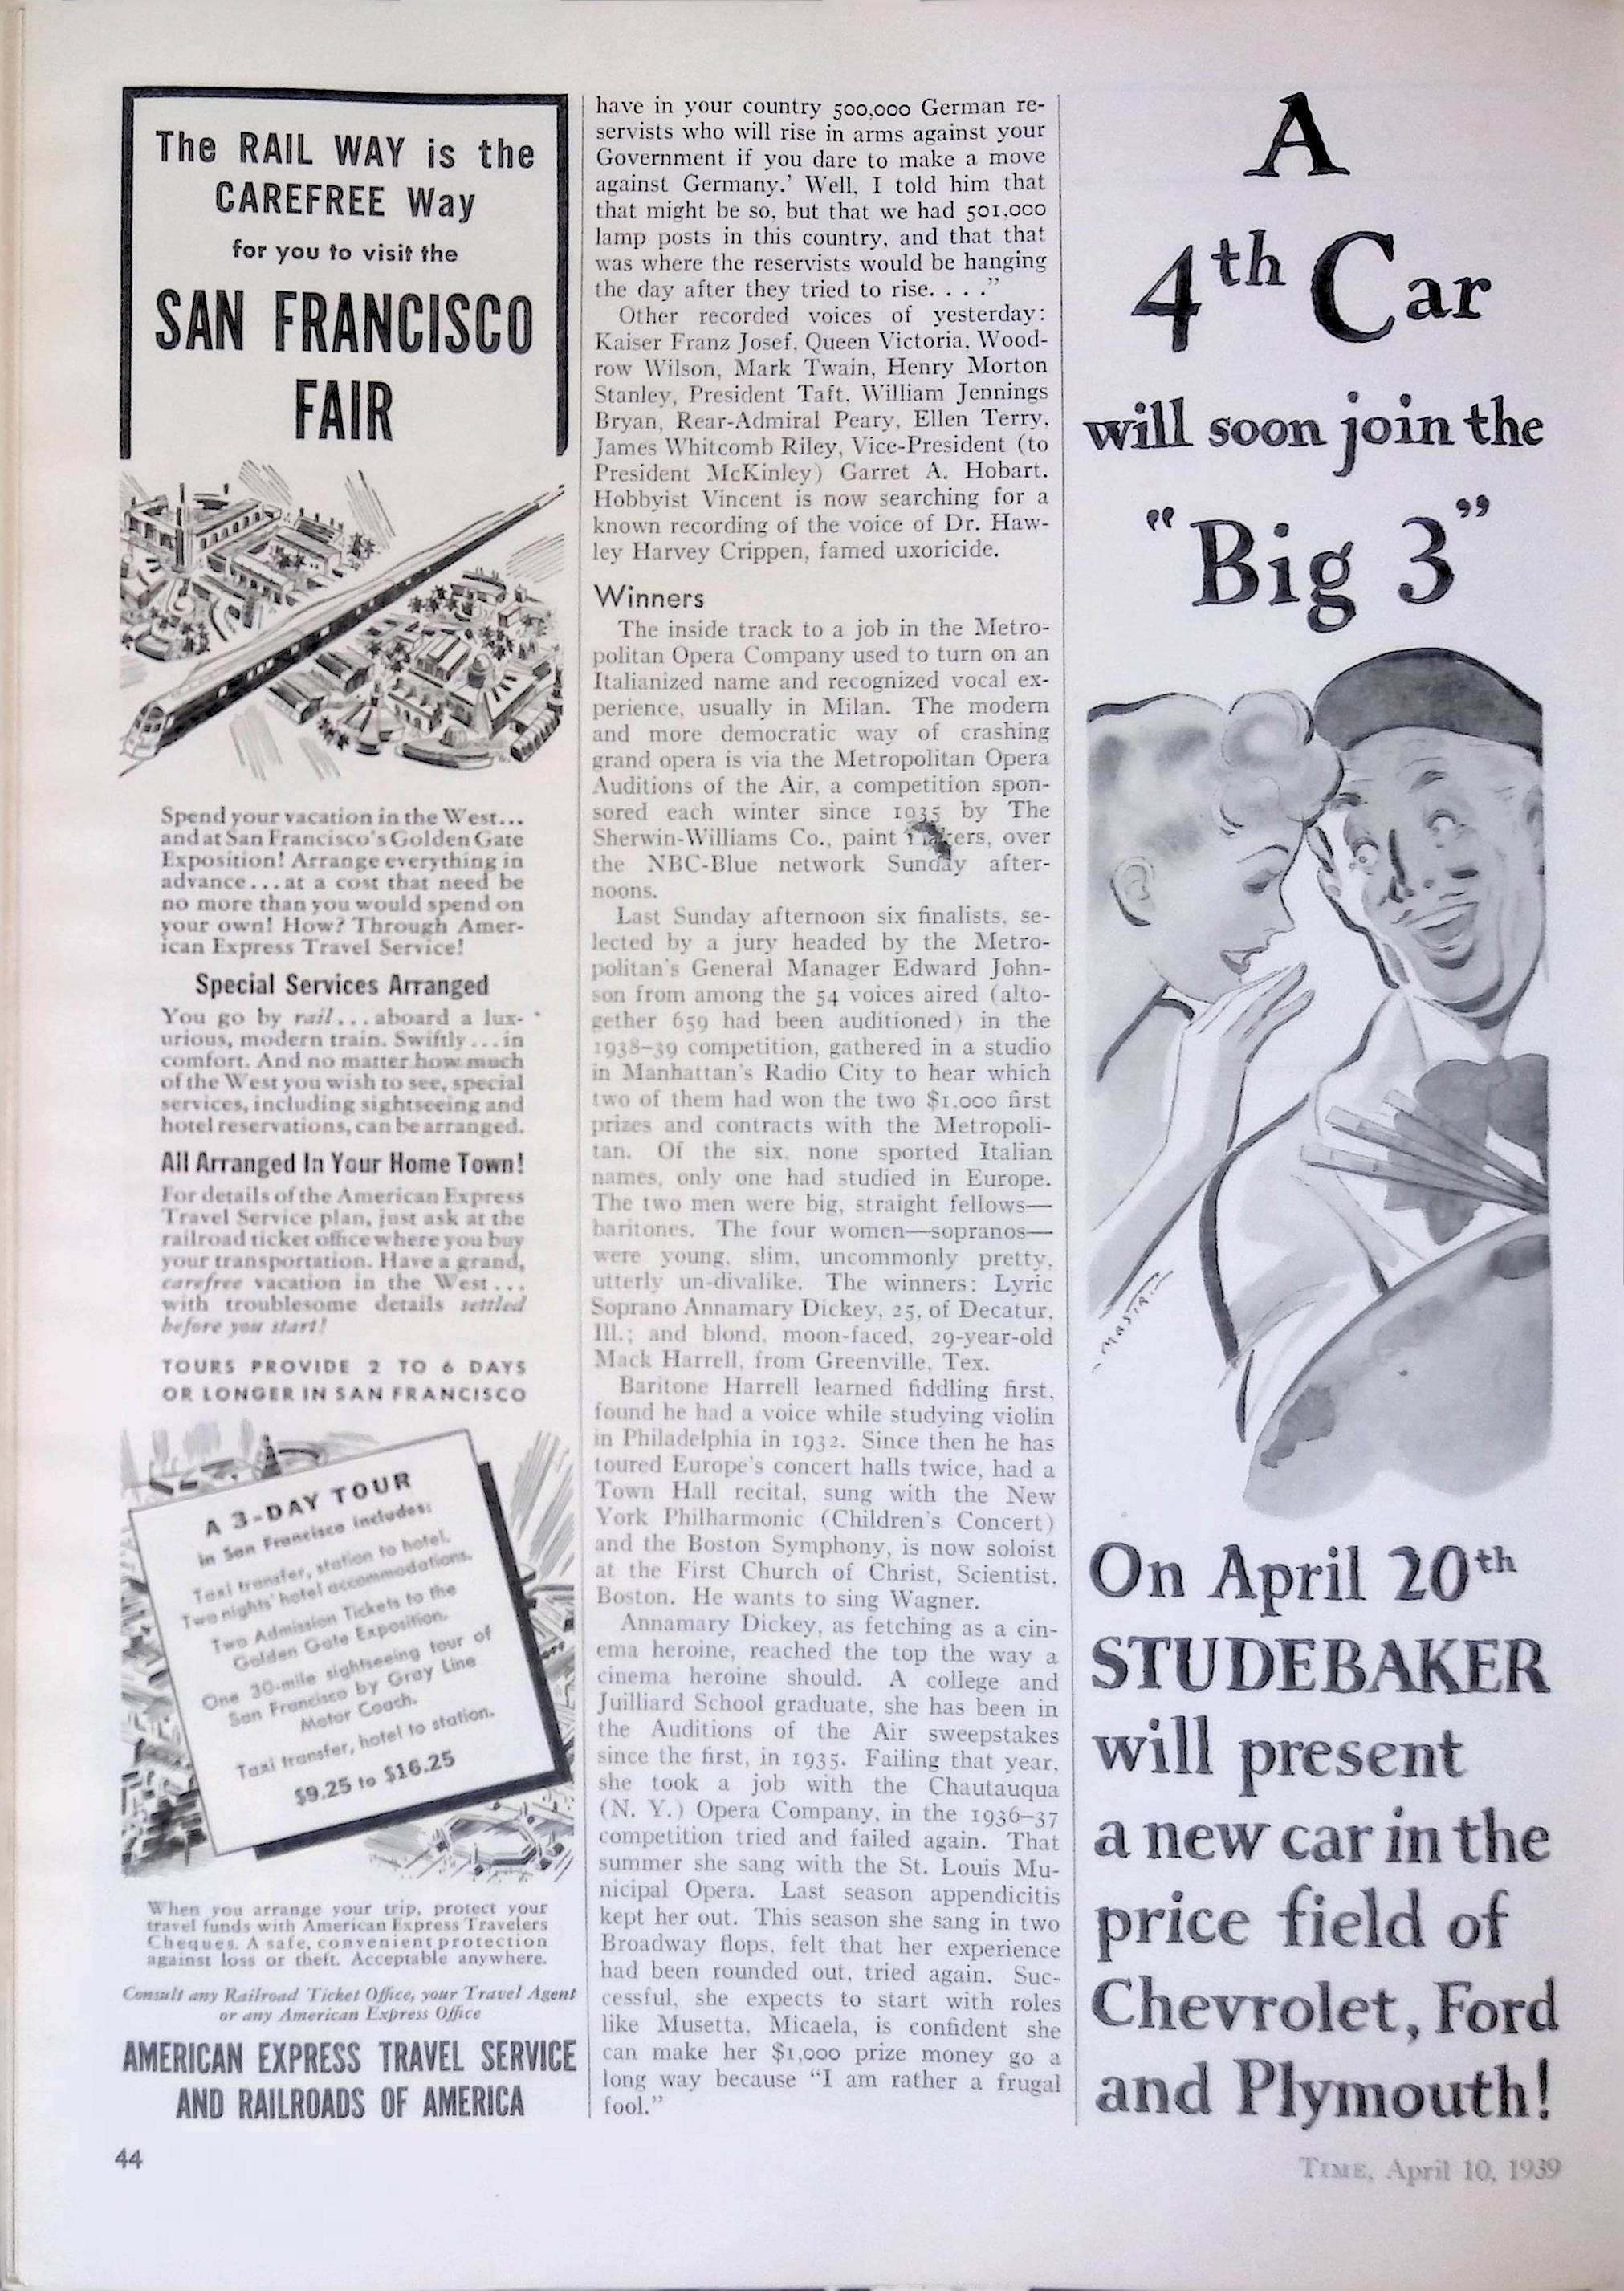 The RAIL WAY is the
CAREFREE Way
for you to visit the
SAN FRANCISCO
FAIR
Spend your vacation in the West...
and at San Francisco's Golden Gate
Exposition! Arrange everything in
advance...at a cost that need be
no more than you would spend on
your own! How? Through Amer-
ican Express Travel Service!
Special Services Arranged
You go by rail...aboard a lux-
urious, modern train. Swiftly...in
comfort. And no matter how much
of the West you wish to see, special
services, including sightseeing and
hotel reservations, can be arranged.
All Arranged In Your Home Town!
For details of the American Express
Travel Service plan, just ask at the
railroad ticket office where you buy
your transportation. Have a grand,
carefree vacation in the West...
with troublesome details settled
before you start!
TOURS PROVIDE 2 TO 6 DAYS
OR LONGER IN SAN FRANCISCO
A 3-DAY TOUR
in San Francisco includes:
Taxi transfer, station to hotel.
Two nights' hotel accommodations.
Two Admission Tickets to the
Golden Gate Exposition.
One 30-mile sightseeing tour of
San Francisco by Gray Line
Motor Coach.
Taxi transfer, hotel to station.
$9.25 to $16.25
When you arrange your trip, protect your
travel funds with American Express Travelers
Cheques. A safe, convenient protection
against loss or theft. Acceptable anywhere.
Consult any Railroad Ticket Office, your Travel Agent
or any American Express Office
AMERICAN EXPRESS TRAVEL SERVICE
AND RAILROADS OF AMERICA
44
have in your country 500,000 German re-
servists who will rise in arms against your
Government if you dare to make a move
against Germany.' Well, I told him that
that might be so, but that we had 501,000
lamp posts in this country, and that that
was where the reservists would be hanging
the day after they tried to rise. . . ."
Other recorded voices of yesterday:
Kaiser Franz Josef, Queen Victoria, Wood-
row Wilson, Mark Twain, Henry Morton
Stanley, President Taft, William Jennings
Bryan, Rear-Admiral Peary, Ellen Terry,
James Whitcomb Riley, Vice-President (to
President McKinley) Garret A. Hobart.
Hobbyist Vincent is now searching for a
known recording of the voice of Dr. Haw-
ley Harvey Crippen, famed uxoricide.
Winners
The inside track to a job in the Metro-
politan Opera Company used to turn on an
Italianized name and recognized vocal ex-
perience, usually in Milan. The modern
and more democratic way of crashing
grand opera is via the Metropolitan Opera
Auditions of the Air, a competition spon-
sored each winter since 1935 by The
Sherwin-Williams Co., paint makers, over
the NBC-Blue network Sunday after-
noons.
Last Sunday afternoon six finalists, se-
lected by a jury headed by the Metro-
politan's General Manager Edward John-
son from among the 54 voices aired (alto-
gether 659 had been auditioned) in the
1938–39 competition, gathered in a studio
in Manhattan's Radio City to hear which
two of them had won the two $1,000 first
prizes and contracts with the Metropoli-
tan. Of the six, none sported Italian
names, only one had studied in Europe.
The two men were big, straight fellows—
baritones. The four women—sopranos—
were young, slim, uncommonly pretty,
utterly un-divalike. The winners: Lyric
Soprano Annamary Dickey, 25, of Decatur,
Ill.; and blond, moon-faced, 29-year-old
Mack Harrell, from Greenville, Tex.
Baritone Harrell learned fiddling first,
found he had a voice while studying violin
in Philadelphia in 1932. Since then he has
toured Europe's concert halls twice, had a
Town Hall recital, sung with the New
York Philharmonic (Children's Concert)
and the Boston Symphony, is now soloist
at the First Church of Christ, Scientist,
Boston. He wants to sing Wagner.
Annamary Dickey, as fetching as a cin-
ema heroine, reached the top the way a
cinema heroine should. A college and
Juilliard School graduate, she has been in
the Auditions of the Air sweepstakes
since the first, in 1935. Failing that year,
she took a job with the Chautauqua
(N. Y.) Opera Company, in the 1936–37
competition tried and failed again. That
summer she sang with the St. Louis Mu-
nicipal Opera. Last season appendicitis
kept her out. This season she sang in two
Broadway flops, felt that her experience
had been rounded out, tried again. Suc-
cessful, she expects to start with roles
like Musetta, Micaela, is confident she
can make her $1,000 prize money go a
long way because "I am rather a frugal
fool."
A
4th Car
will soon join the
"Big 3"
On April 20th
STUDEBAKER
will present
a new car in the
price field of
Chevrolet, Ford
and Plymouth!
TIME, April 10, 1939